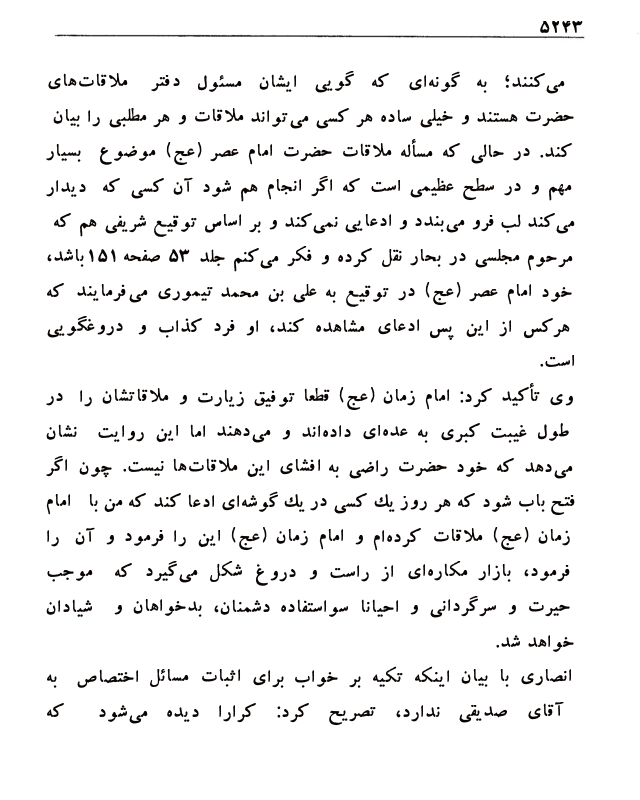 ۵۲۴۳
می‌کنند؛ به گونه‌ای که گویی ایشان مسئول دفتر ملاقات‌های
حضرت هستند و خیلی ساده هر کسی می‌تواند ملاقات و هر مطلبی را بیان
کند. در حالی که مسأله ملاقات حضرت امام عصر (عج) موضوع بسیار
مهم و در سطح عظیمی است که اگر انجام هم شود آن کسی که دیدار
می‌کند لب فرو می‌بندد و ادعایی نمی‌کند و بر اساس توقیع شریفی هم که
مرحوم مجلسی در بحار نقل کرده و فکر می‌کنم جلد ۵۳ صفحه ۱۵۱باشد،
خود امام عصر (عج) در توقیع به علی بن محمد تیموری می‌فرمایند که
هرکس از این پس ادعای مشاهده کند، او فرد کذاب و دروغگویی
است.
وی تأکید کرد: امام زمان (عج) قطعا توفیق زیارت و ملاقاتشان را در
طول غیبت کبری به عده‌ای داده‌اند و می‌دهند اما این روایت نشان
می‌دهد که خود حضرت راضی به افشای این ملاقات‌ها نیست. چون اگر
فتح باب شود که هر روز یك کسی در یك گوشه‌ای ادعا کند که من با امام
زمان (عج) ملاقات کرده‌ام و امام زمان (عج) این را فرمود و آن را
فرمود، بازار مکاره‌ای از راست و دروغ شکل می‌گیرد که موجب
حیرت و سرگردانی و احیانا سواستفاده دشمنان، بدخواهان و شیادان
خواهد شد.
انصاری با بیان اینکه تکیه بر خواب برای اثبات مسائل اختصاص به
آقای صدیقی ندارد، تصریح کرد: کرارا دیده می‌شود که